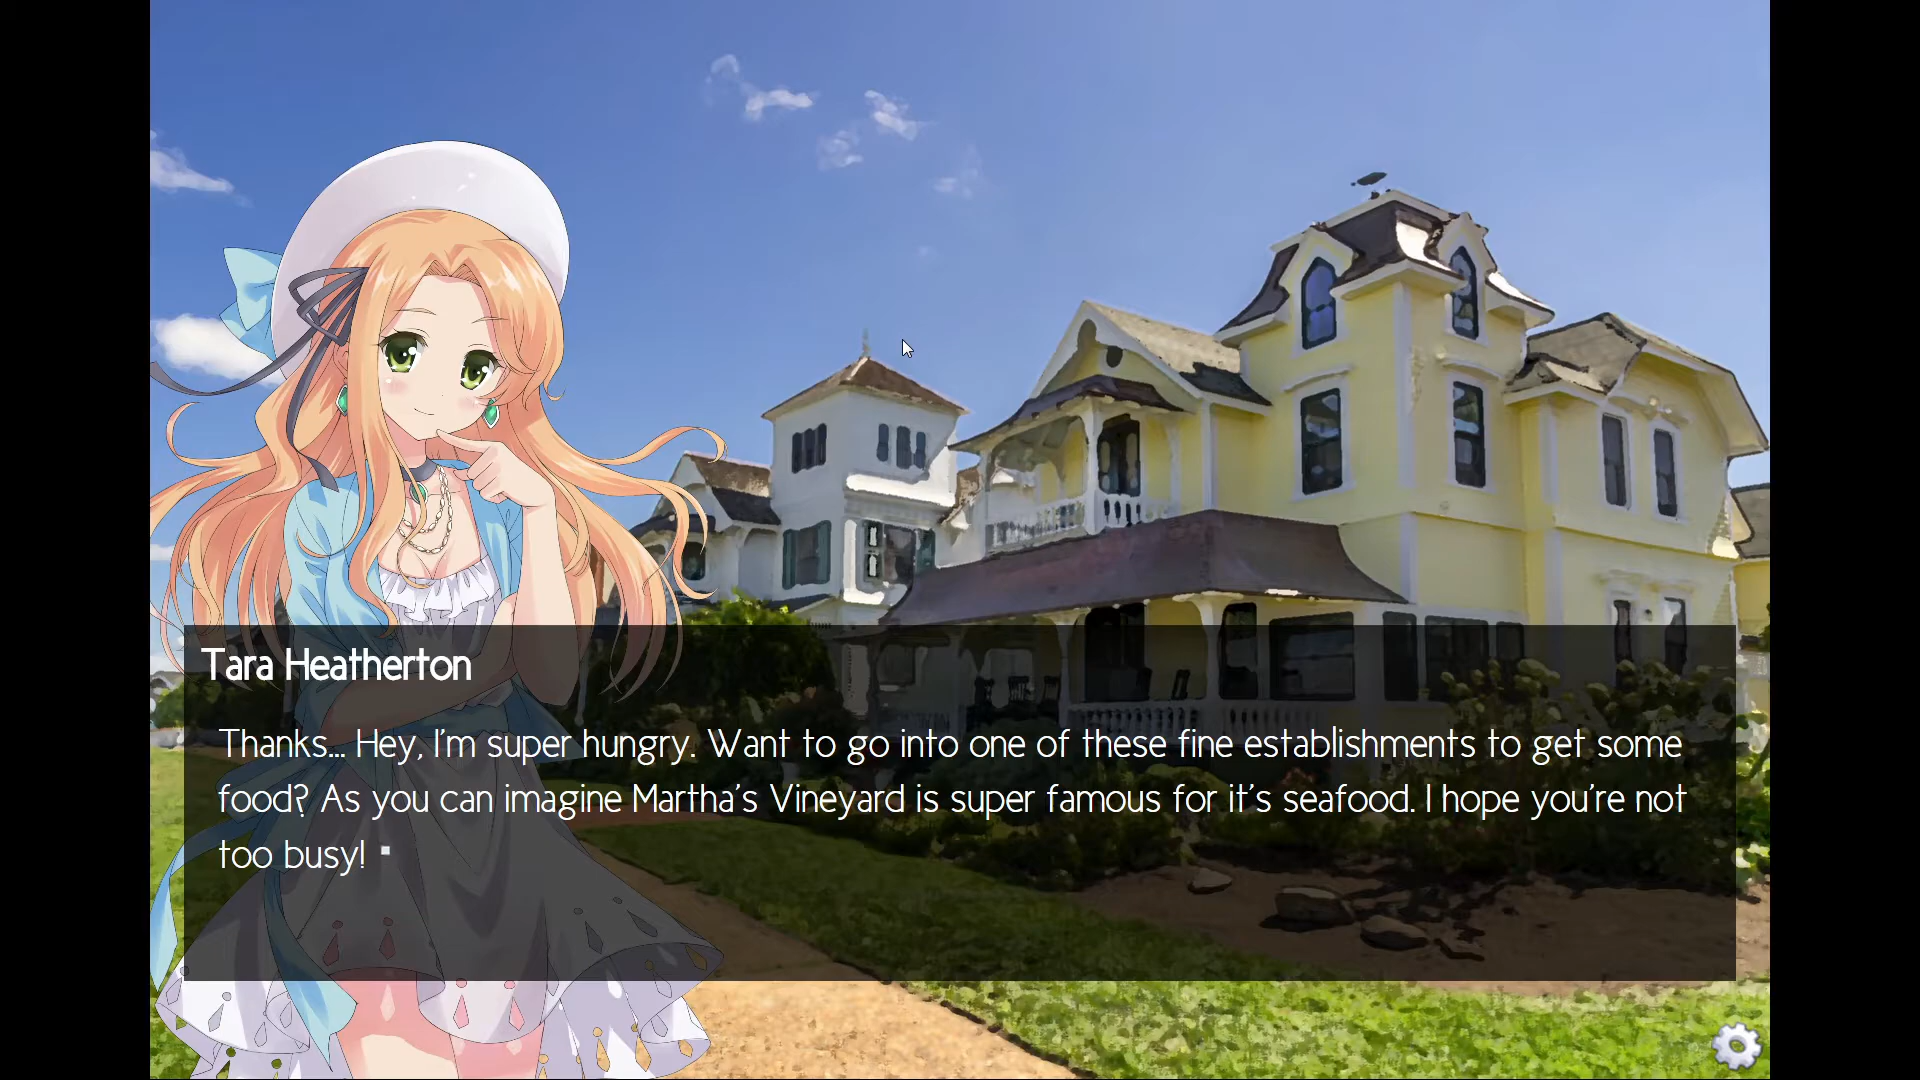 Tara Heatherton
Thanks... Hey, I'm super hungry. Want to go into one of these fine establishments to get some
food? As you can imagine Martha's Vineyard is super famous for it's seafood. I hope you're not
too busy!